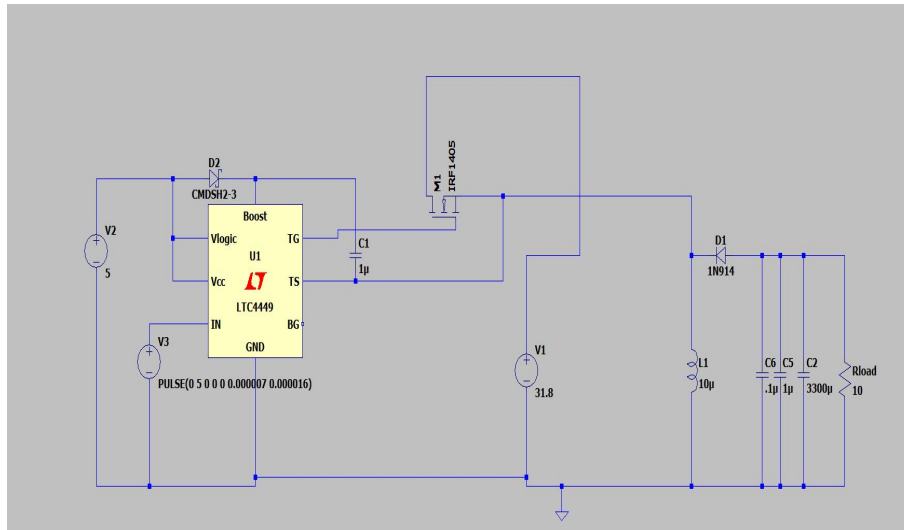 D2
CMDSH2-3
V2
5
Boost
Vlogic
TG
U1
Vcc
TS
LTC4449
IN
BG
GND
C1
1µ
V3
PULSE(0 5 0 0 0 0.000007 0.000016)
M1
IRF1405
V1
31.8
D1
1N914
L1
10µ
C6
.1µ
C5
1µ
C2
3300µ
Rload
10